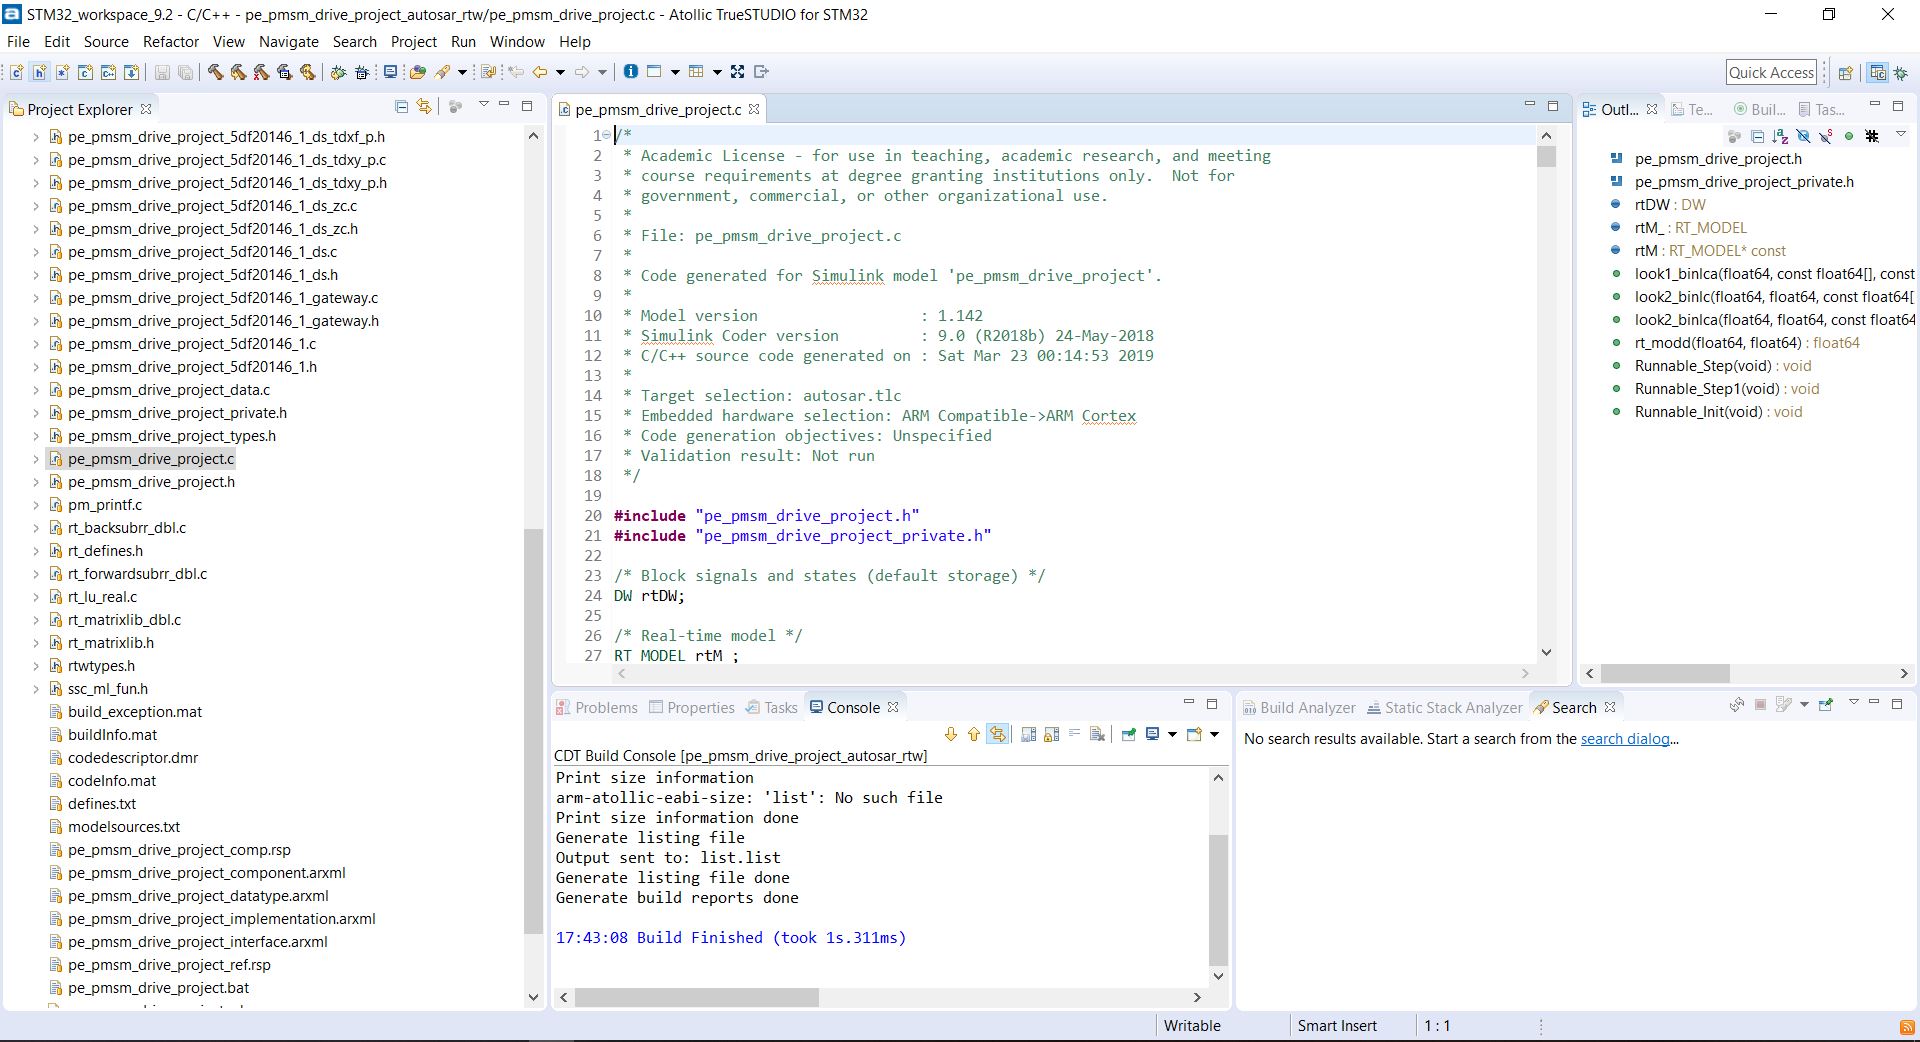 STM32_workspace_9.2 - C/C++ - pe_pmsm_drive_project_autosar_rtw/pe_pmsm_drive_project.c - Atollic TrueSTUDIO for STM32
File Edit Source Refactor View Navigate Search Project Run Window Help
Quick Access
Project Explorer
pe_pmsm_drive_project_5df20146_1_ds_tdxf_p.h
pe_pmsm_drive_project_5df20146_1_ds_tdxy_p.c
pe_pmsm_drive_project_5df20146_1_ds_tdxy_p.h
pe_pmsm_drive_project_5df20146_1_ds_zc.c
pe_pmsm_drive_project_5df20146_1_ds_zc.h
pe_pmsm_drive_project_5df20146_1_ds.c
pe_pmsm_drive_project_5df20146_1_ds.h
pe_pmsm_drive_project_5df20146_1_gateway.c
pe_pmsm_drive_project_5df20146_1_gateway.h
pe_pmsm_drive_project_5df20146_1.c
pe_pmsm_drive_project_5df20146_1.h
pe_pmsm_drive_project_data.c
pe_pmsm_drive_project_private.h
pe_pmsm_drive_project_types.h
pe_pmsm_drive_project.c
pe_pmsm_drive_project.h
pm_printf.c
rt_backsubrr_dbl.c
rt_defines.h
rt_forwardsubrr_dbl.c
rt_lu_real.c
rt_matrixlib_dbl.c
rt_matrixlib.h
rtwtypes.h
ssc_ml_fun.h
build_exception.mat
buildInfo.mat
codedescriptor.dmr
codeInfo.mat
defines.txt
modelsources.txt
pe_pmsm_drive_project_comp.rsp
pe_pmsm_drive_project_component.arxml
pe_pmsm_drive_project_datatype.arxml
pe_pmsm_drive_project_implementation.arxml
pe_pmsm_drive_project_interface.arxml
pe_pmsm_drive_project_ref.rsp
pe_pmsm_drive_project.bat
pe_pmsm_drive_project.c
1 /*
2  * Academic License - for use in teaching, academic research, and meeting
3  * course requirements at degree granting institutions only.  Not for
4  * government, commercial, or other organizational use.
5  *
6  * File: pe_pmsm_drive_project.c
7  *
8  * Code generated for Simulink model 'pe_pmsm_drive_project'.
9  *
10  * Model version                  : 1.142
11  * Simulink Coder version         : 9.0 (R2018b) 24-May-2018
12  * C/C++ source code generated on : Sat Mar 23 00:14:53 2019
13  *
14  * Target selection: autosar.tlc
15  * Embedded hardware selection: ARM Compatible->ARM Cortex
16  * Code generation objectives: Unspecified
17  * Validation result: Not run
18  */
19
20 #include "pe_pmsm_drive_project.h"
21 #include "pe_pmsm_drive_project_private.h"
22
23 /* Block signals and states (default storage) */
24 DW rtDW;
25
26 /* Real-time model */
27 RT_MODEL rtM_;
Outl... Te... Buil... Tas...
pe_pmsm_drive_project.h
pe_pmsm_drive_project_private.h
rtDW : DW
rtM_ : RT_MODEL
rtM : RT_MODEL* const
look1_binlca(float64, const float64[], const
look2_binlc(float64, float64, const float64[
look2_binlca(float64, float64, const float64
rt_modd(float64, float64) : float64
Runnable_Step(void) : void
Runnable_Step1(void) : void
Runnable_Init(void) : void
Problems Properties Tasks Console
CDT Build Console [pe_pmsm_drive_project_autosar_rtw]
Print size information
arm-atollic-eabi-size: 'list': No such file
Print size information done
Generate listing file
Output sent to: list.list
Generate listing file done
Generate build reports done
17:43:08 Build Finished (took 1s.311ms)
Build Analyzer Static Stack Analyzer Search
No search results available. Start a search from the search dialog...
Writable Smart Insert 1 : 1